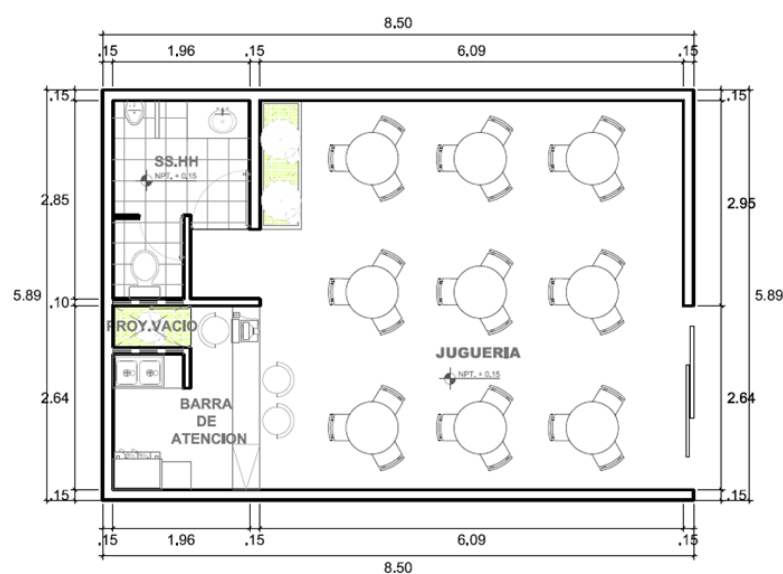 8.50
.15 1.96 .15 6.09 .15
.15 .15
SS.HH
NPT. + 0.15
2.85 2.95
5.89 .10 5.89
PROY.VACIO
JUGUERIA
NPT. + 0.15
2.64 2.64
BARRA
DE
ATENCION
.15 .15
.15 1.96 .15 6.09 .15
8.50